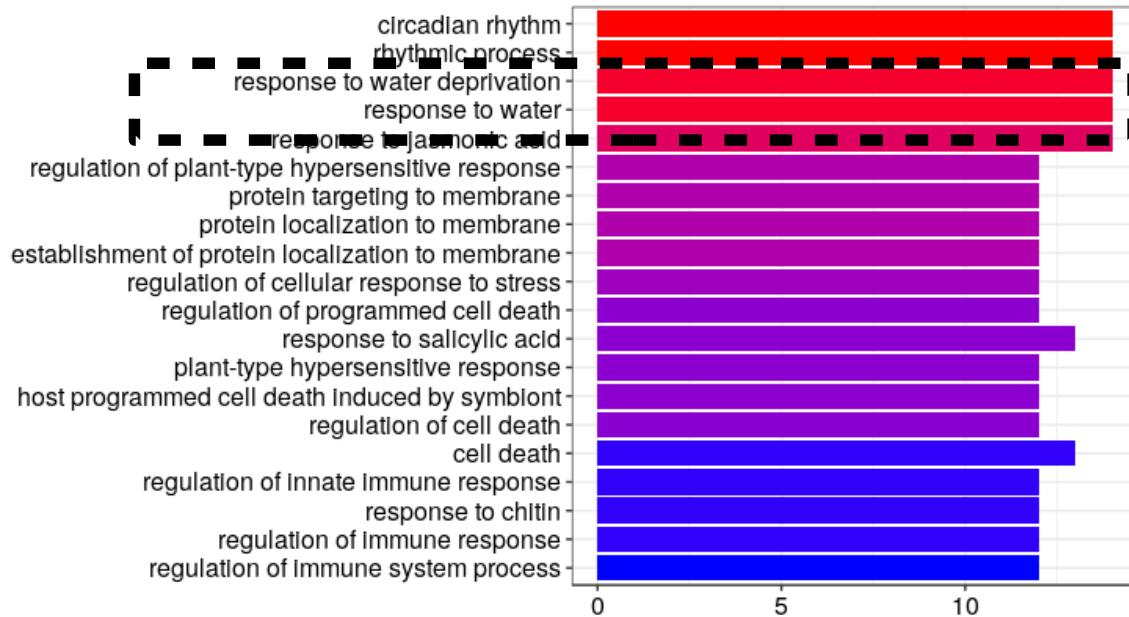 circadian rhythm
rhythmic process
response to water deprivation
response to water
response to jasmonic acid
regulation of plant-type hypersensitive response
protein targeting to membrane
protein localization to membrane
establishment of protein localization to membrane
regulation of cellular response to stress
regulation of programmed cell death
response to salicylic acid
plant-type hypersensitive response
host programmed cell death induced by symbiont
regulation of cell death
cell death
regulation of innate immune response
response to chitin
regulation of immune response
regulation of immune system process
0 5 10